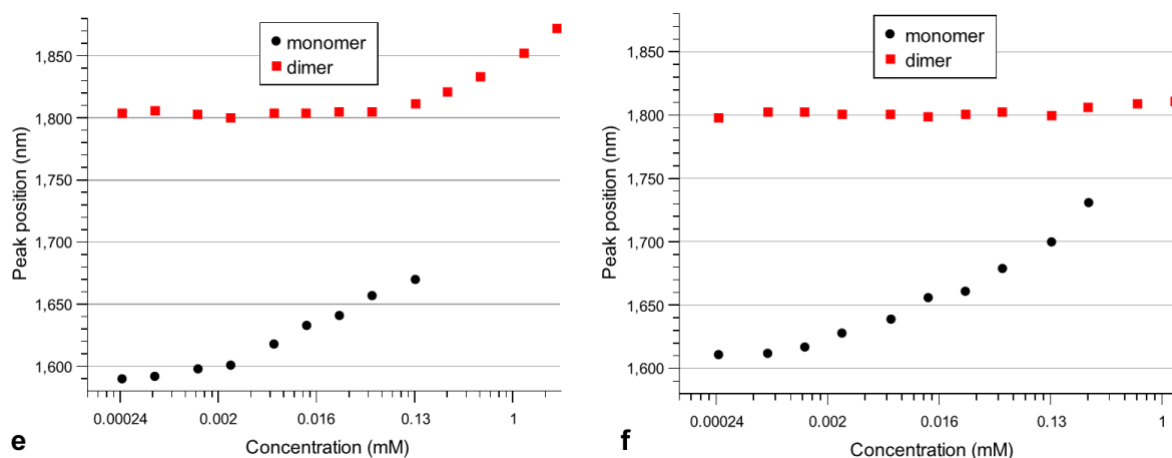 monomer
dimer
1,850
1,800
1,750
1,700
1,650
1,600
Peak position (nm)
0.00024 0.002 0.016 0.13 1
Concentration (mM)
e
monomer
dimer
1,850
1,800
1,750
1,700
1,650
1,600
Peak position (nm)
0.00024 0.002 0.016 0.13 1
Concentration (mM)
f